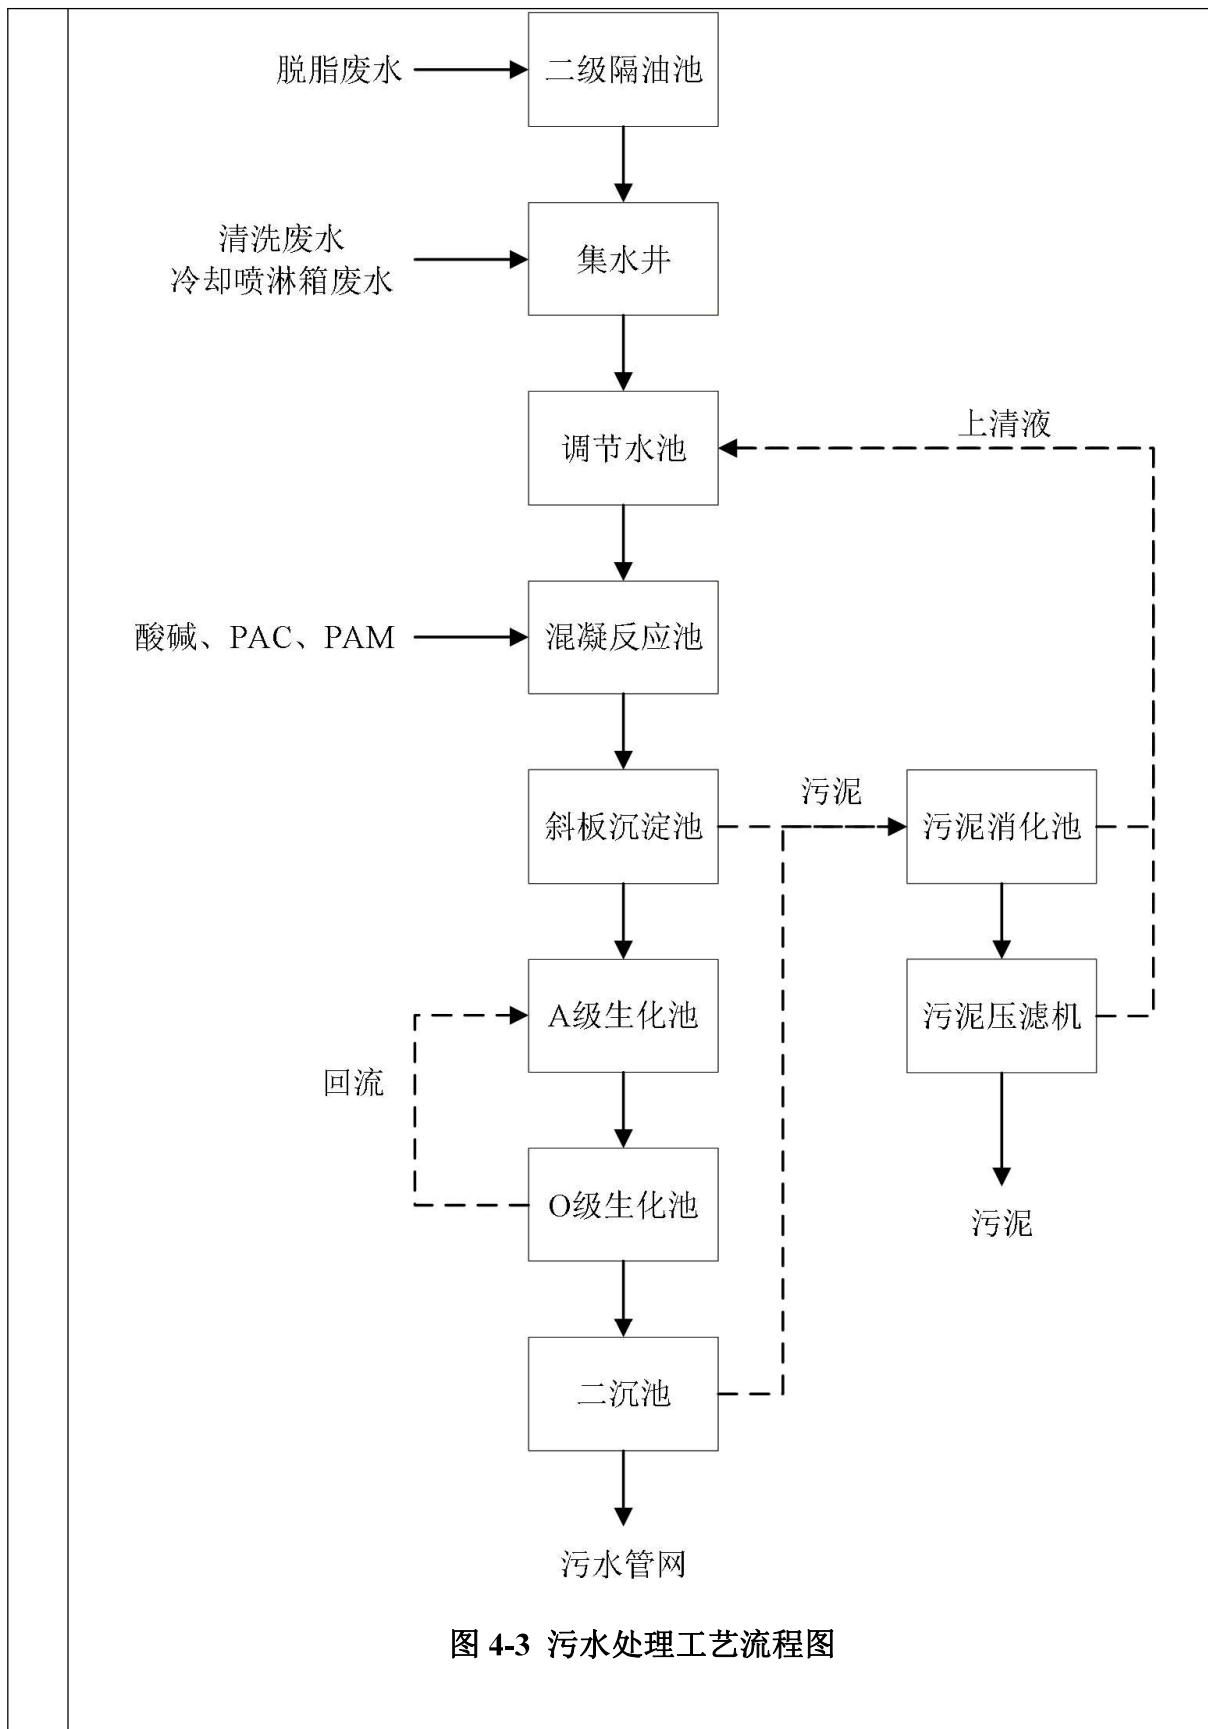 脱脂废水
二级隔油池
清洗废水
冷却喷淋箱废水
集水井
调节水池
上清液
酸碱、PAC、PAM
混凝反应池
斜板沉淀池
污泥
污泥消化池
A级生化池
污泥压滤机
回流
O级生化池
污泥
二沉池
污水管网
图 4-3 污水处理工艺流程图